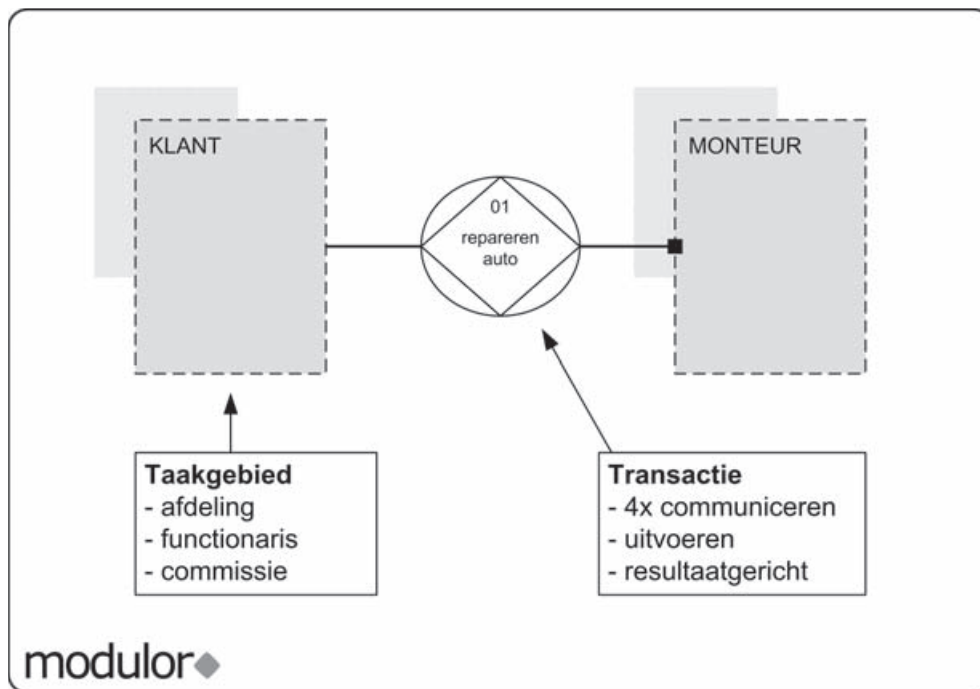 KLANT
MONTEUR
01
repareren
auto
Taakgebied
- afdeling
- functionaris
- commissie
Transactie
- 4x communiceren
- uitvoeren
- resultaatgericht
modulor